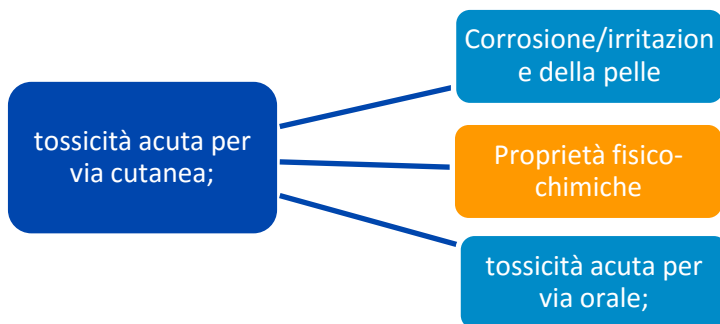 Corrosione/irritazion
e della pelle
tossicità acuta per
via cutanea;
Proprietà fisico-
chimiche
tossicità acuta per
via orale;